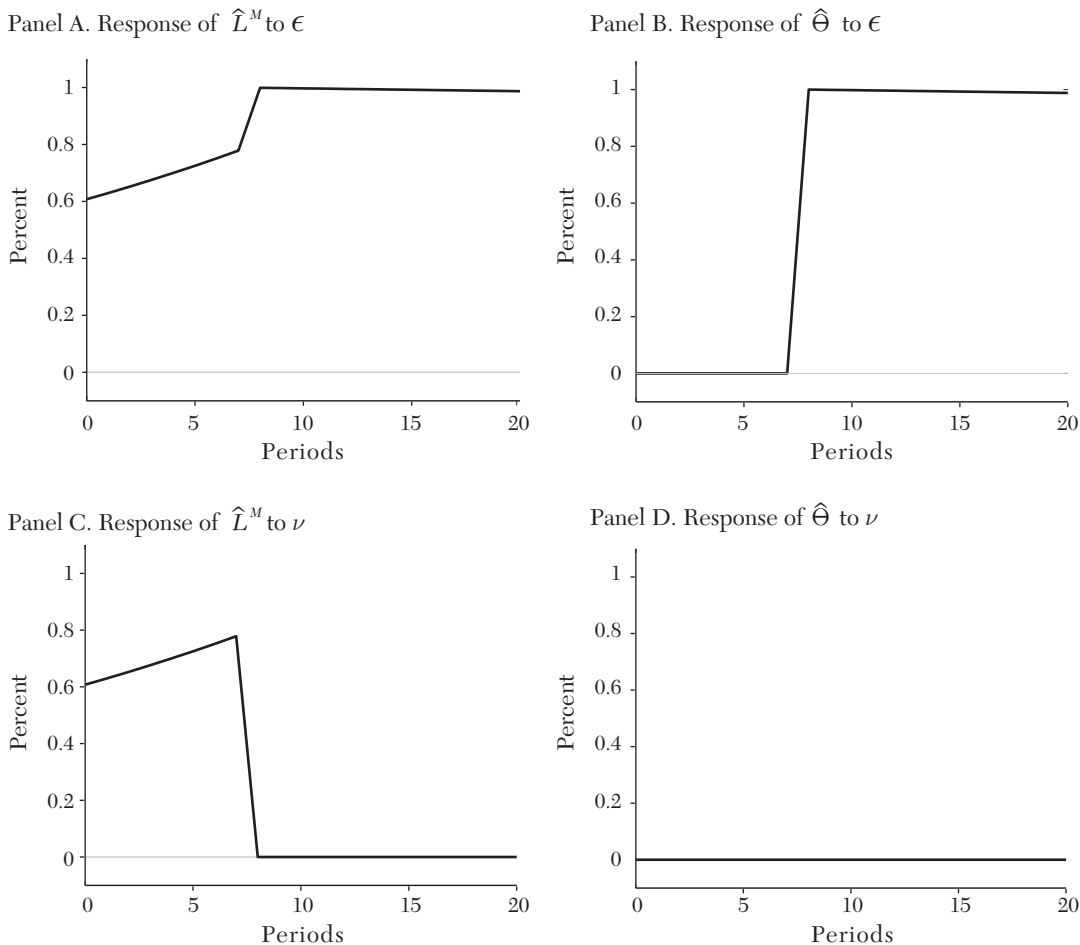 Panel A. Response of L̂ᴹ to ϵ
Percent
1
0.8
0.6
0.4
0.2
0
0 5 10 15 20
Periods
Panel B. Response of Θ̂ to ϵ
Percent
1
0.8
0.6
0.4
0.2
0
0 5 10 15 20
Periods
Panel C. Response of L̂ᴹ to ν
Percent
1
0.8
0.6
0.4
0.2
0
0 5 10 15 20
Periods
Panel D. Response of Θ̂ to ν
Percent
1
0.8
0.6
0.4
0.2
0
0 5 10 15 20
Periods